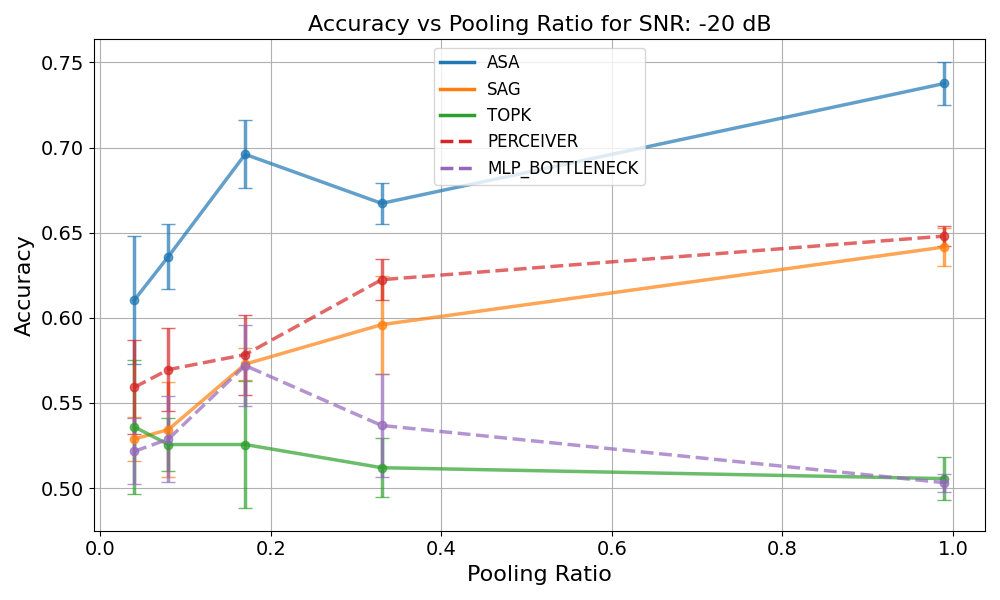 Accuracy vs Pooling Ratio for SNR: -20 dB
ASA
SAG
TOPK
PERCEIVER
MLP_BOTTLENECK
Accuracy
0.75
0.70
0.65
0.60
0.55
0.50
0.0 0.2 0.4 0.6 0.8 1.0
Pooling Ratio